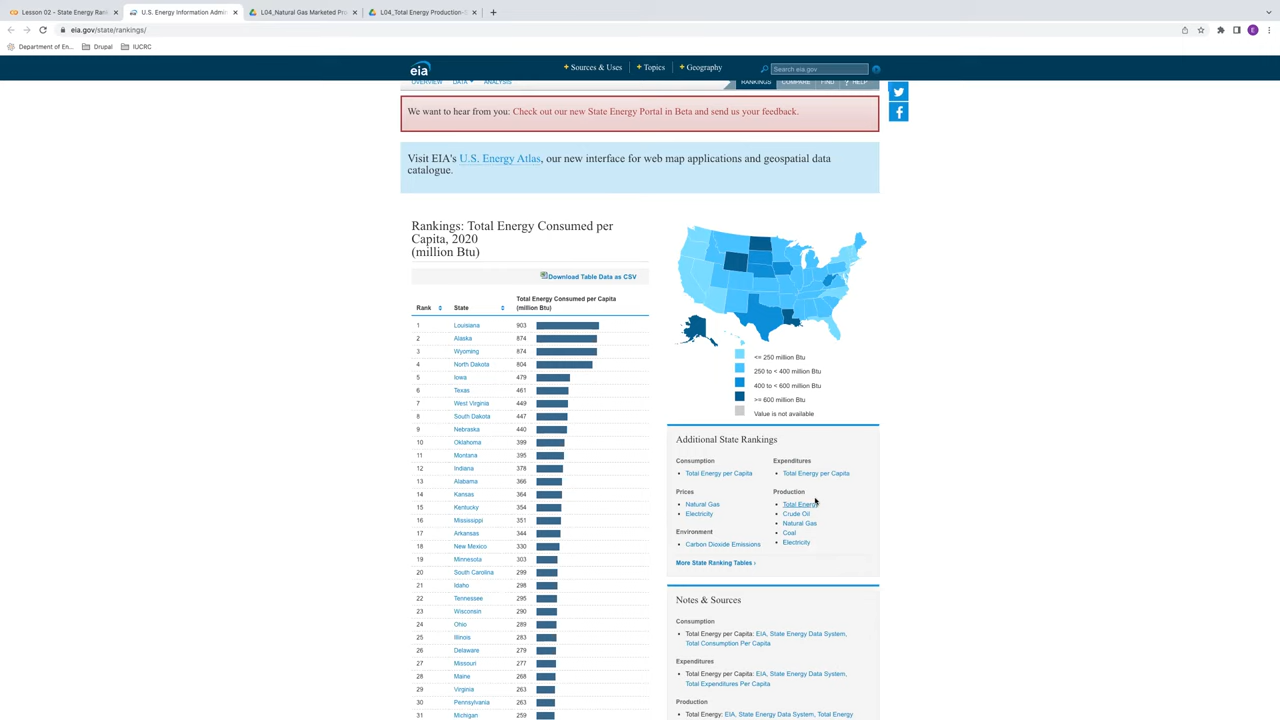 Lesson 02 - State Energy Rank
U.S. Energy Information Admi
L04_Natural Gas Marketed Pro
L04_Total Energy Production-
eia.gov/state/rankings/
E
Department of En...
Drupal
IUCRC
eia
+ Sources & Uses
+ Topics
+ Geography
Search eia.gov
OVERVIEW
DATA
ANALYSIS
RANKINGS
COMPARE
FIND
? HELP
We want to hear from you: Check out our new State Energy Portal in Beta and send us your feedback.
Visit EIA's U.S. Energy Atlas, our new interface for web map applications and geospatial data
catalogue.
Rankings: Total Energy Consumed per
Capita, 2020
(million Btu)
Download Table Data as CSV
Rank State Total Energy Consumed per Capita
(million Btu)
1 Louisiana 903
2 Alaska 874
3 Wyoming 874
4 North Dakota 804
5 Iowa 479
6 Texas 461
7 West Virginia 449
8 South Dakota 447
9 Nebraska 440
10 Oklahoma 399
11 Montana 395
12 Indiana 378
13 Alabama 366
14 Kansas 364
15 Kentucky 354
16 Mississippi 351
17 Arkansas 344
18 New Mexico 330
19 Minnesota 303
20 South Carolina 299
21 Idaho 298
22 Tennessee 295
23 Wisconsin 290
24 Ohio 289
25 Illinois 283
26 Delaware 279
27 Missouri 277
28 Maine 268
29 Virginia 263
30 Pennsylvania 263
31 Michigan 259
<= 250 million Btu
250 to < 400 million Btu
400 to < 600 million Btu
>= 600 million Btu
Value is not available
Additional State Rankings
Consumption
• Total Energy per Capita
Prices
• Natural Gas
• Electricity
Environment
• Carbon Dioxide Emissions
Expenditures
• Total Energy per Capita
Production
• Total Energy
• Crude Oil
• Natural Gas
• Coal
• Electricity
More State Ranking Tables ›
Notes & Sources
Consumption
• Total Energy per Capita: EIA, State Energy Data System,
Total Consumption Per Capita
Expenditures
• Total Energy per Capita: EIA, State Energy Data System,
Total Expenditures Per Capita
Production
• Total Energy: EIA, State Energy Data System, Total Energy